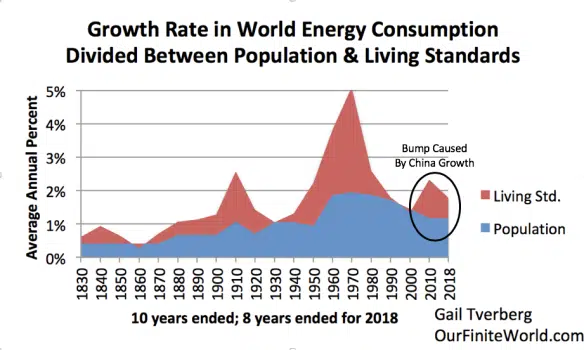 Growth Rate in World Energy Consumption
Divided Between Population & Living Standards
Average Annual Percent
5%
4%
3%
2%
1%
0%
Bump Caused
By China Growth
Living Std.
Population
1830
1840
1850
1860
1870
1880
1890
1900
1910
1920
1930
1940
1950
1960
1970
1980
1990
2000
2010
2018
10 years ended; 8 years ended for 2018
Gail Tverberg
OurFiniteWorld.com